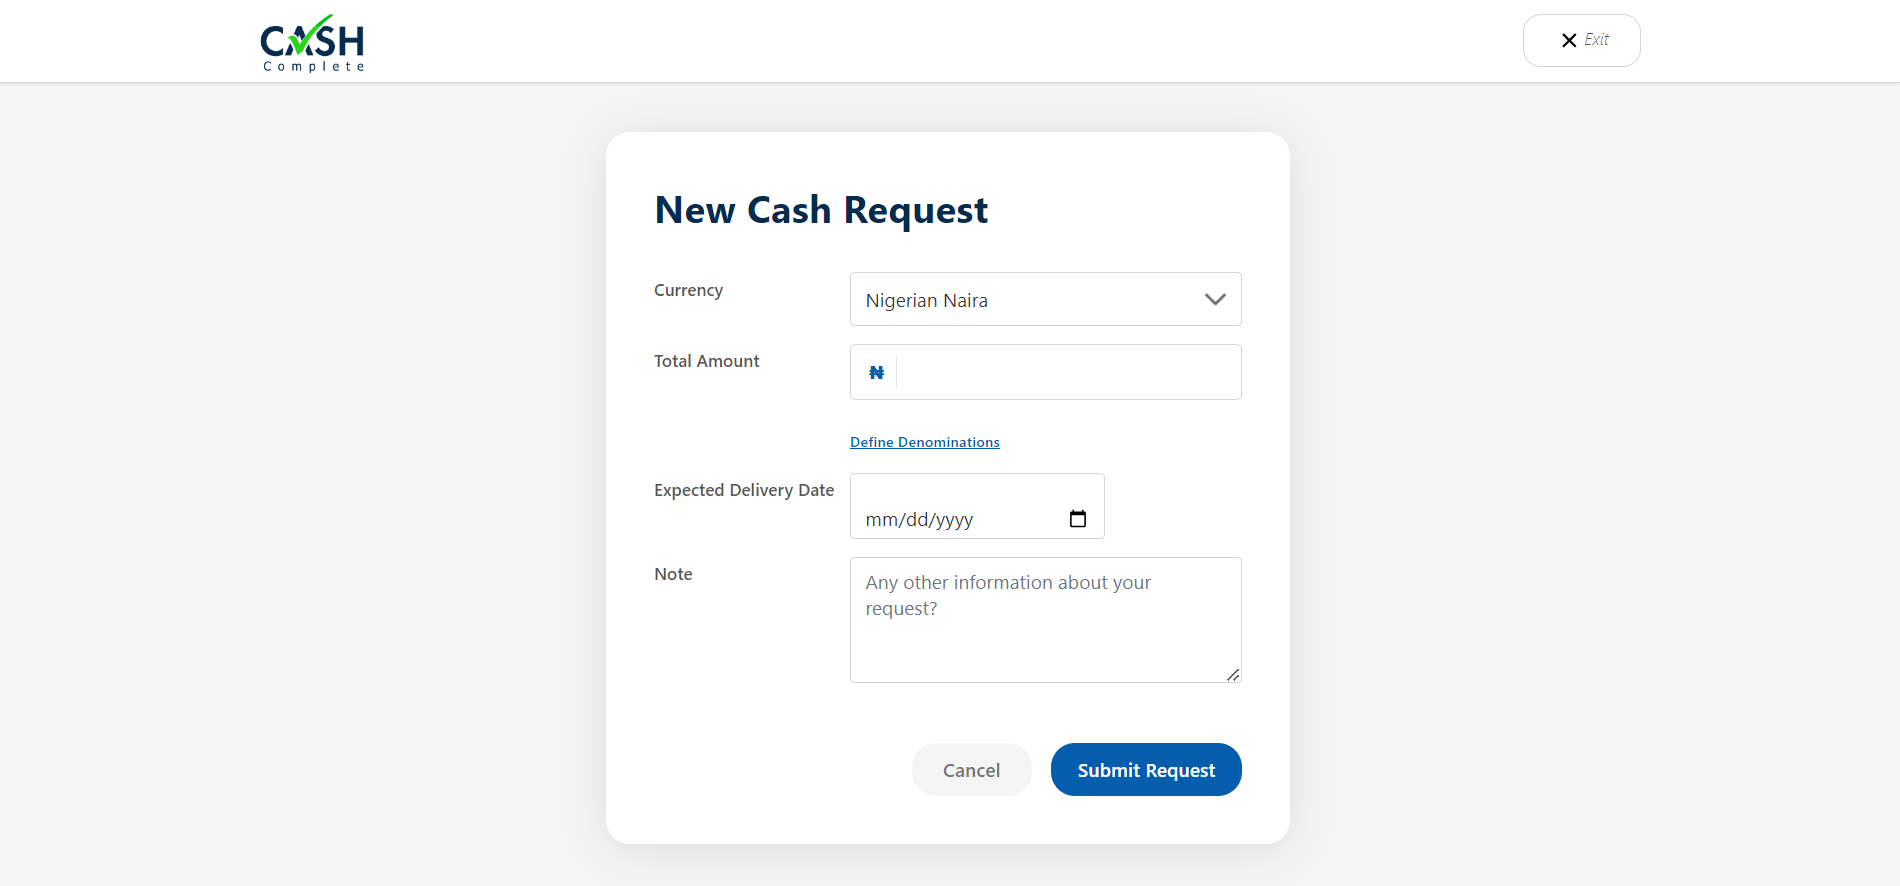 CASH
Complete
Exit
New Cash Request
Currency
Nigerian Naira
Total Amount
₦
Define Denominations
Expected Delivery Date
mm/dd/yyyy
Note
Any other information about your
request?
Cancel
Submit Request